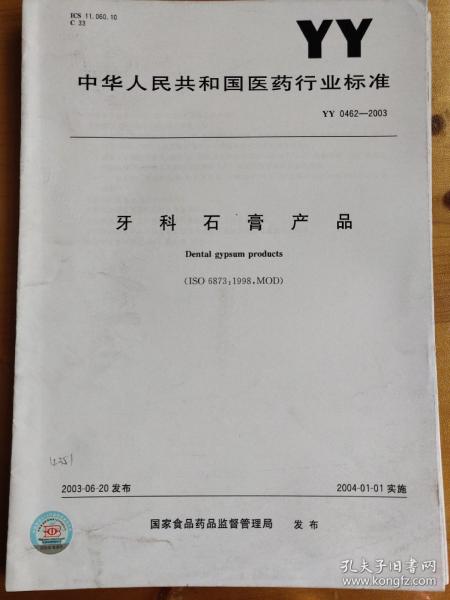 ICS 11.060.10
C 33
YY
中华人民共和国医药行业标准
YY 0462—2003
牙科石膏产品
Dental gypsum products
(ISO 6873:1998,MOD)
2003-06-20 发布
2004-01-01 实施
国家食品药品监督管理局 发布
孔夫子旧书网
www.kongfz.com